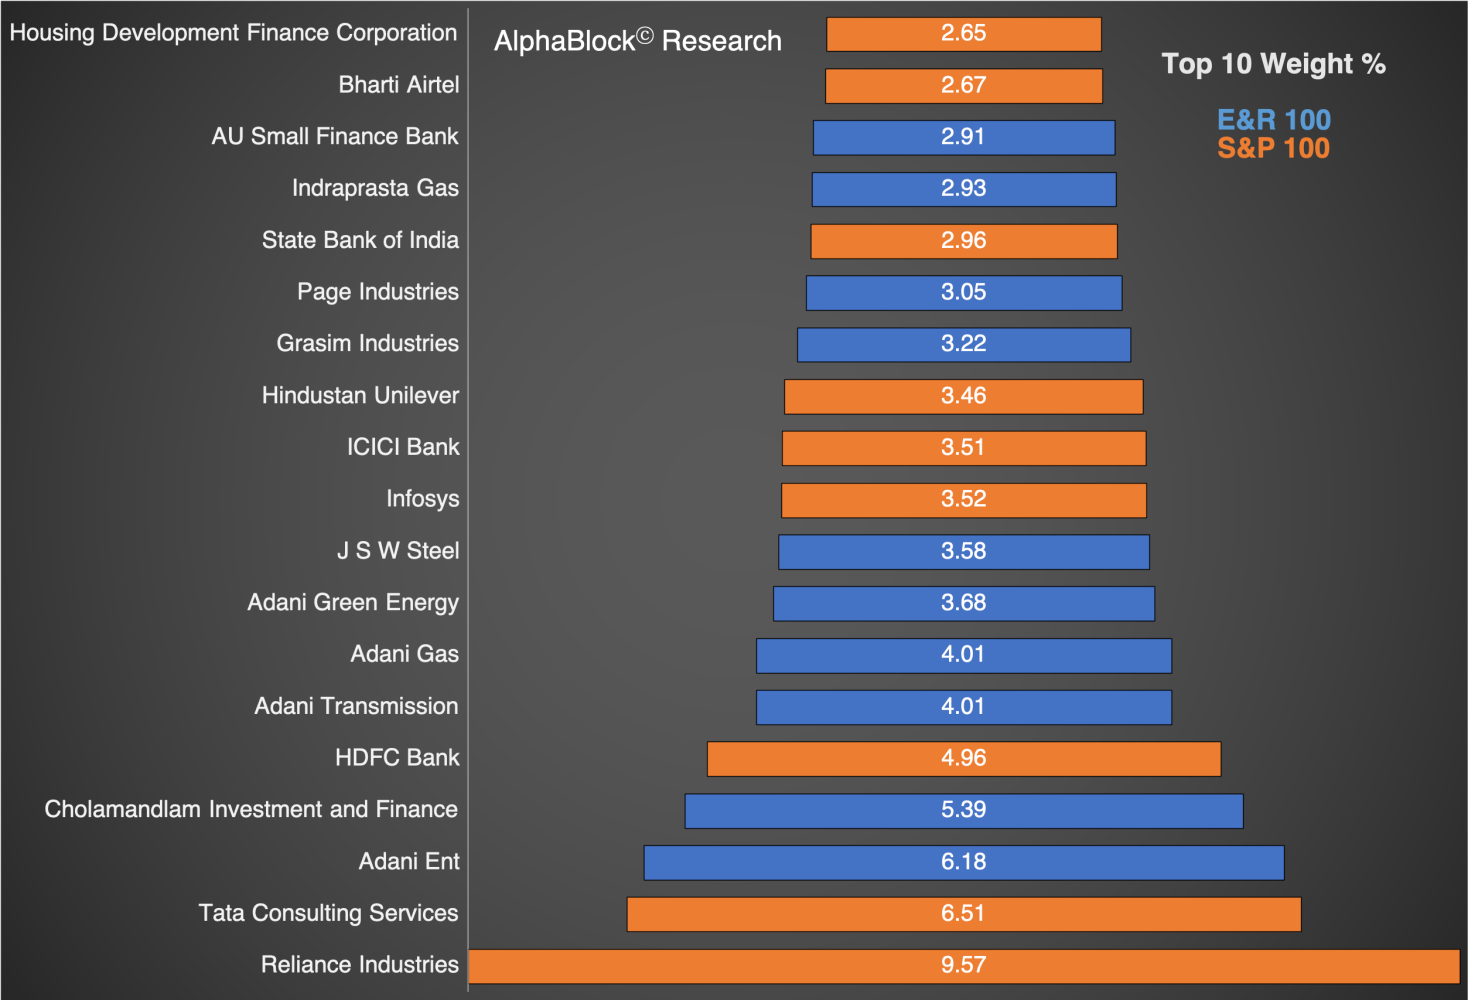 Housing Development Finance Corporation 2.65
AlphaBlock© Research
Top 10 Weight %
E&R 100
S&P 100
Bharti Airtel 2.67
AU Small Finance Bank 2.91
Indraprasta Gas 2.93
State Bank of India 2.96
Page Industries 3.05
Grasim Industries 3.22
Hindustan Unilever 3.46
ICICI Bank 3.51
Infosys 3.52
J S W Steel 3.58
Adani Green Energy 3.68
Adani Gas 4.01
Adani Transmission 4.01
HDFC Bank 4.96
Cholamandlam Investment and Finance 5.39
Adani Ent 6.18
Tata Consulting Services 6.51
Reliance Industries 9.57